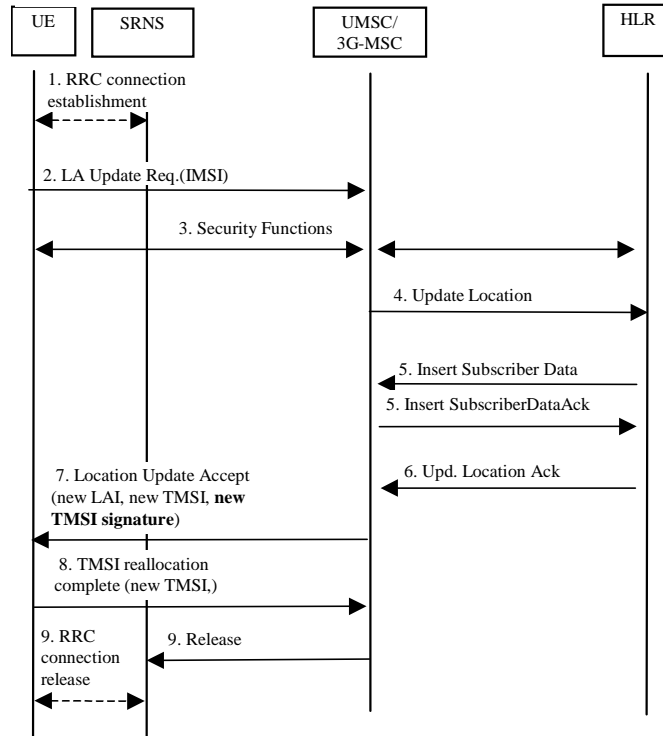 UE
SRNS
UMSC/
3G-MSC
HLR
1. RRC connection
establishment
2. LA Update Req.(IMSI)
3. Security Functions
4. Update Location
5. Insert Subscriber Data
5. Insert SubscriberDataAck
6. Upd. Location Ack
7. Location Update Accept
(new LAI, new TMSI, new
TMSI signature)
8. TMSI reallocation
complete (new TMSI,)
9. RRC
connection
release
9. Release